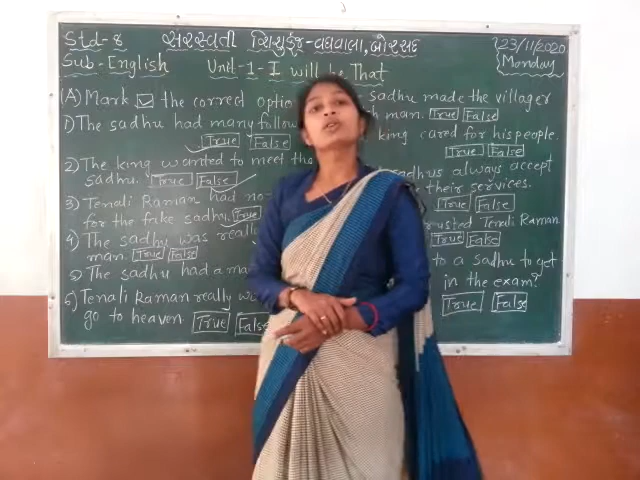 Std-8 સરસ્વતી વિદ્યાકુંજ-વઘવાલા, બોરસદ 23/11/2020
Sub-English Unit-1-I will be That Monday
(A) Mark the correct optio
1) The sadhu had many follow
True False
2) The king wanted to meet the
sadhu. True False
3) Tenali Raman had no
for the fake sadhu. True
4) The sadhu was really
man. True False
5) The sadhu had a ma
6) Tenali Raman really w
go to heaven True False
sadhu made the villager
man. True False
king cared for his people.
True False
sadhus always accept
their services.
True False
rusted Tenali Raman.
True False
to a sadhu to get
in the exam?
True False